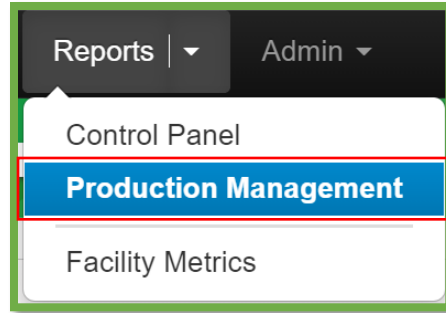 Reports Admin
Control Panel
Production Management
Facility Metrics